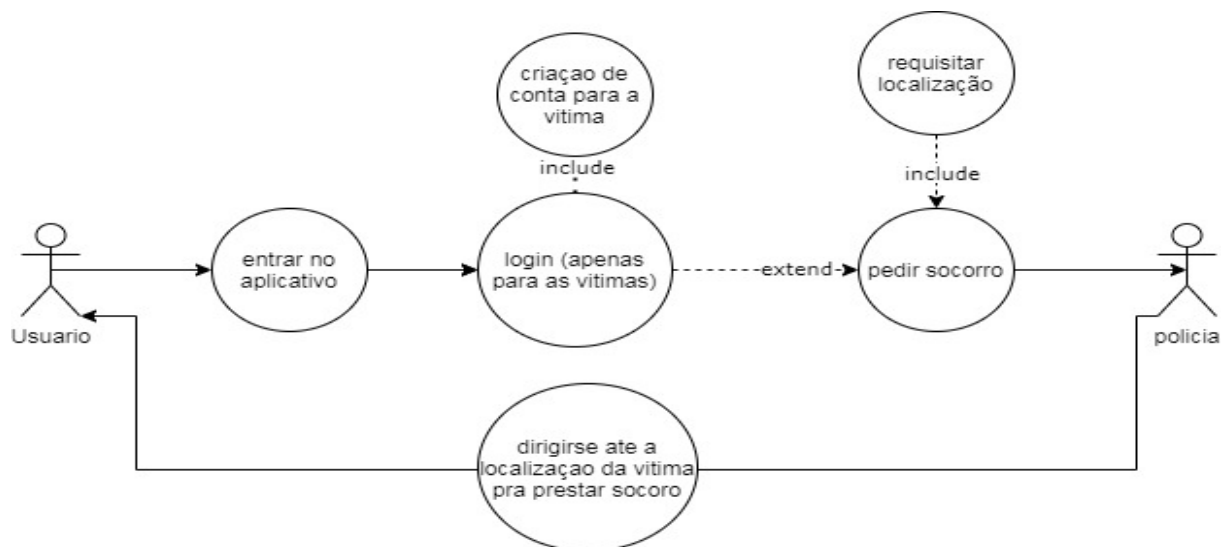 criaçao de
conta para a
vitima
requisitar
localização
include
include
entrar no
aplicativo
login (apenas
para as vitimas)
extend
pedir socorro
Usuario
policia
dirigirse ate a
localizaçao da vitima
pra prestar socoro